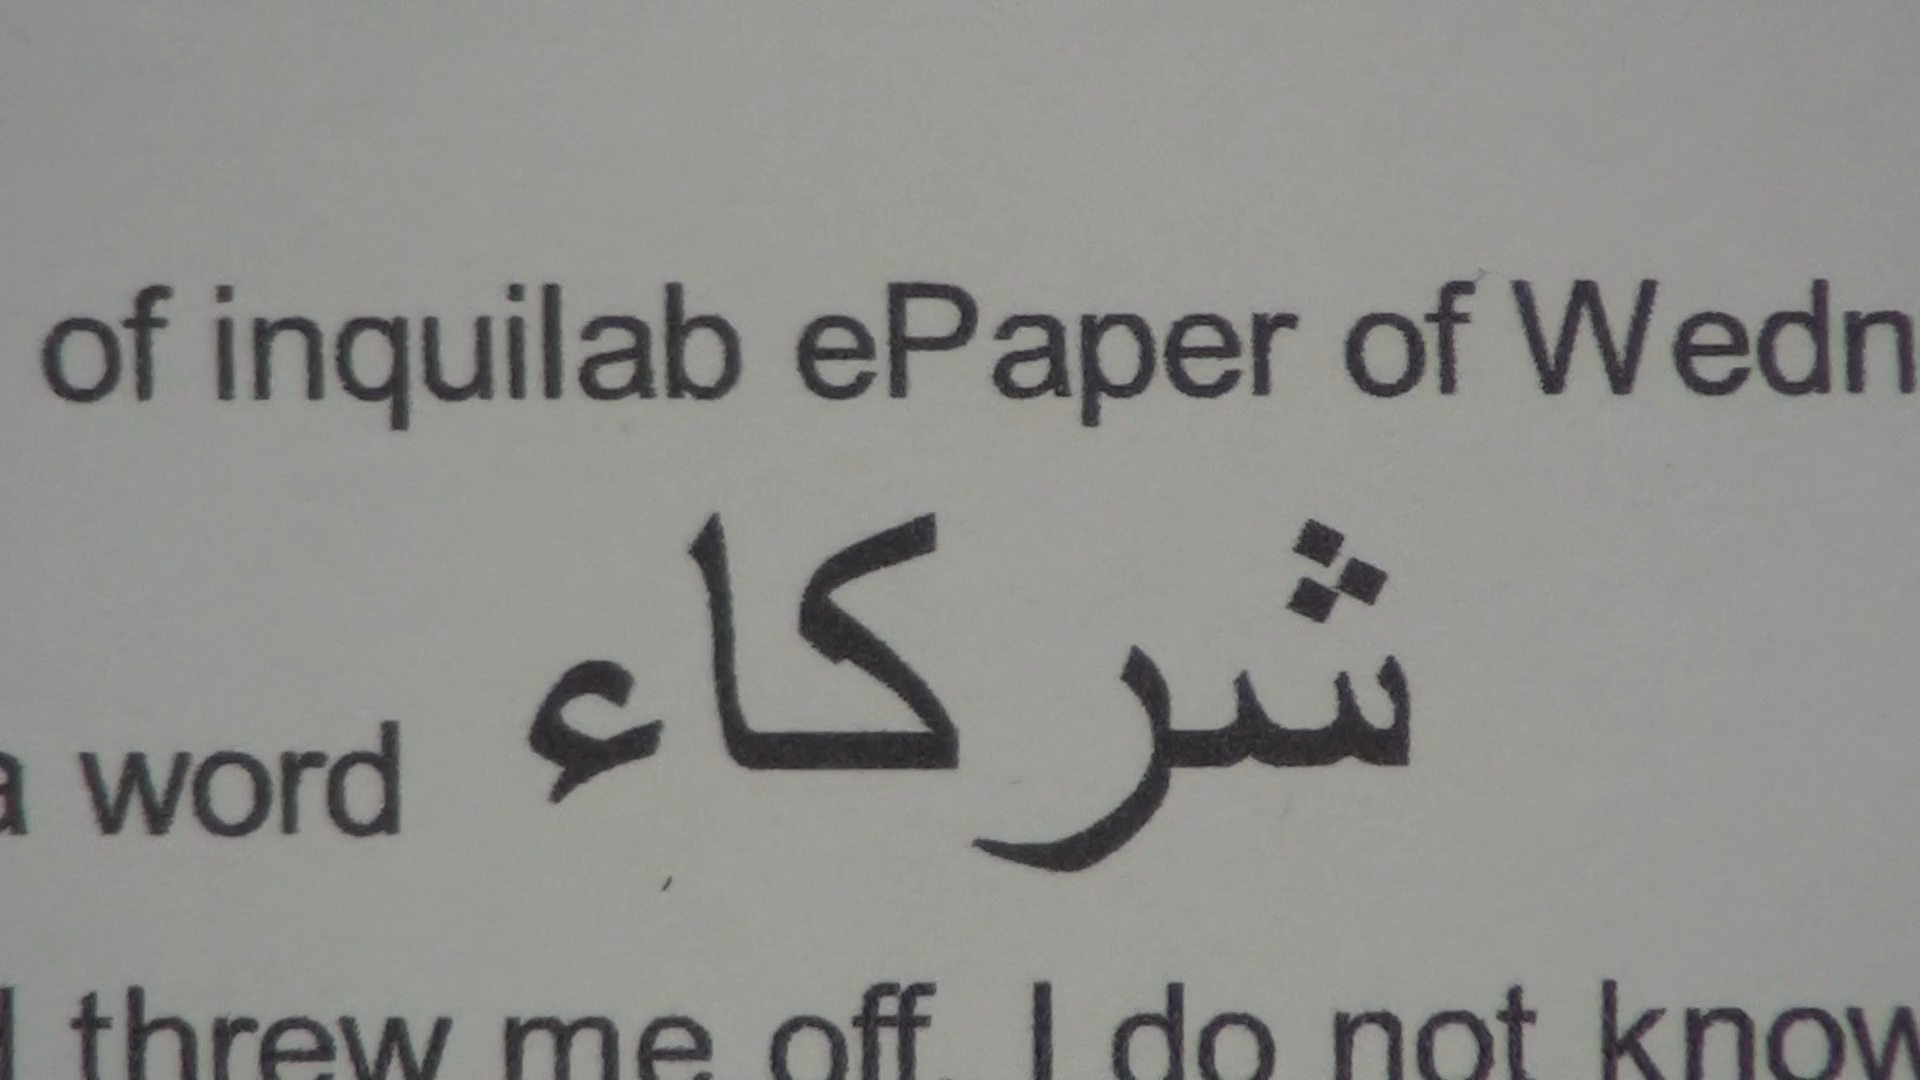 of inquilab ePaper of Wedn
a word شرکاء
threw me off. I do not know